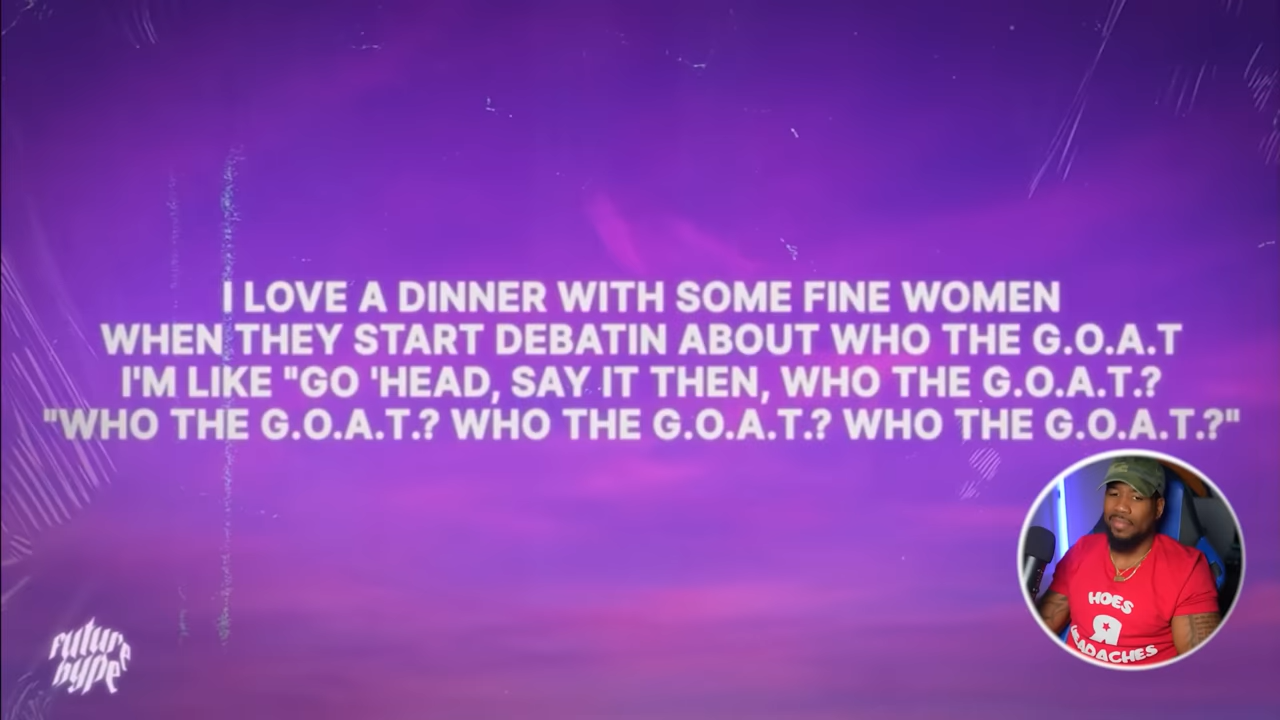 I LOVE A DINNER WITH SOME FINE WOMEN
WHEN THEY START DEBATIN ABOUT WHO THE G.O.A.T
I'M LIKE "GO 'HEAD, SAY IT THEN, WHO THE G.O.A.T.?
"WHO THE G.O.A.T.? WHO THE G.O.A.T.? WHO THE G.O.A.T.?"
future
hype
HOES
R
HEADACHES